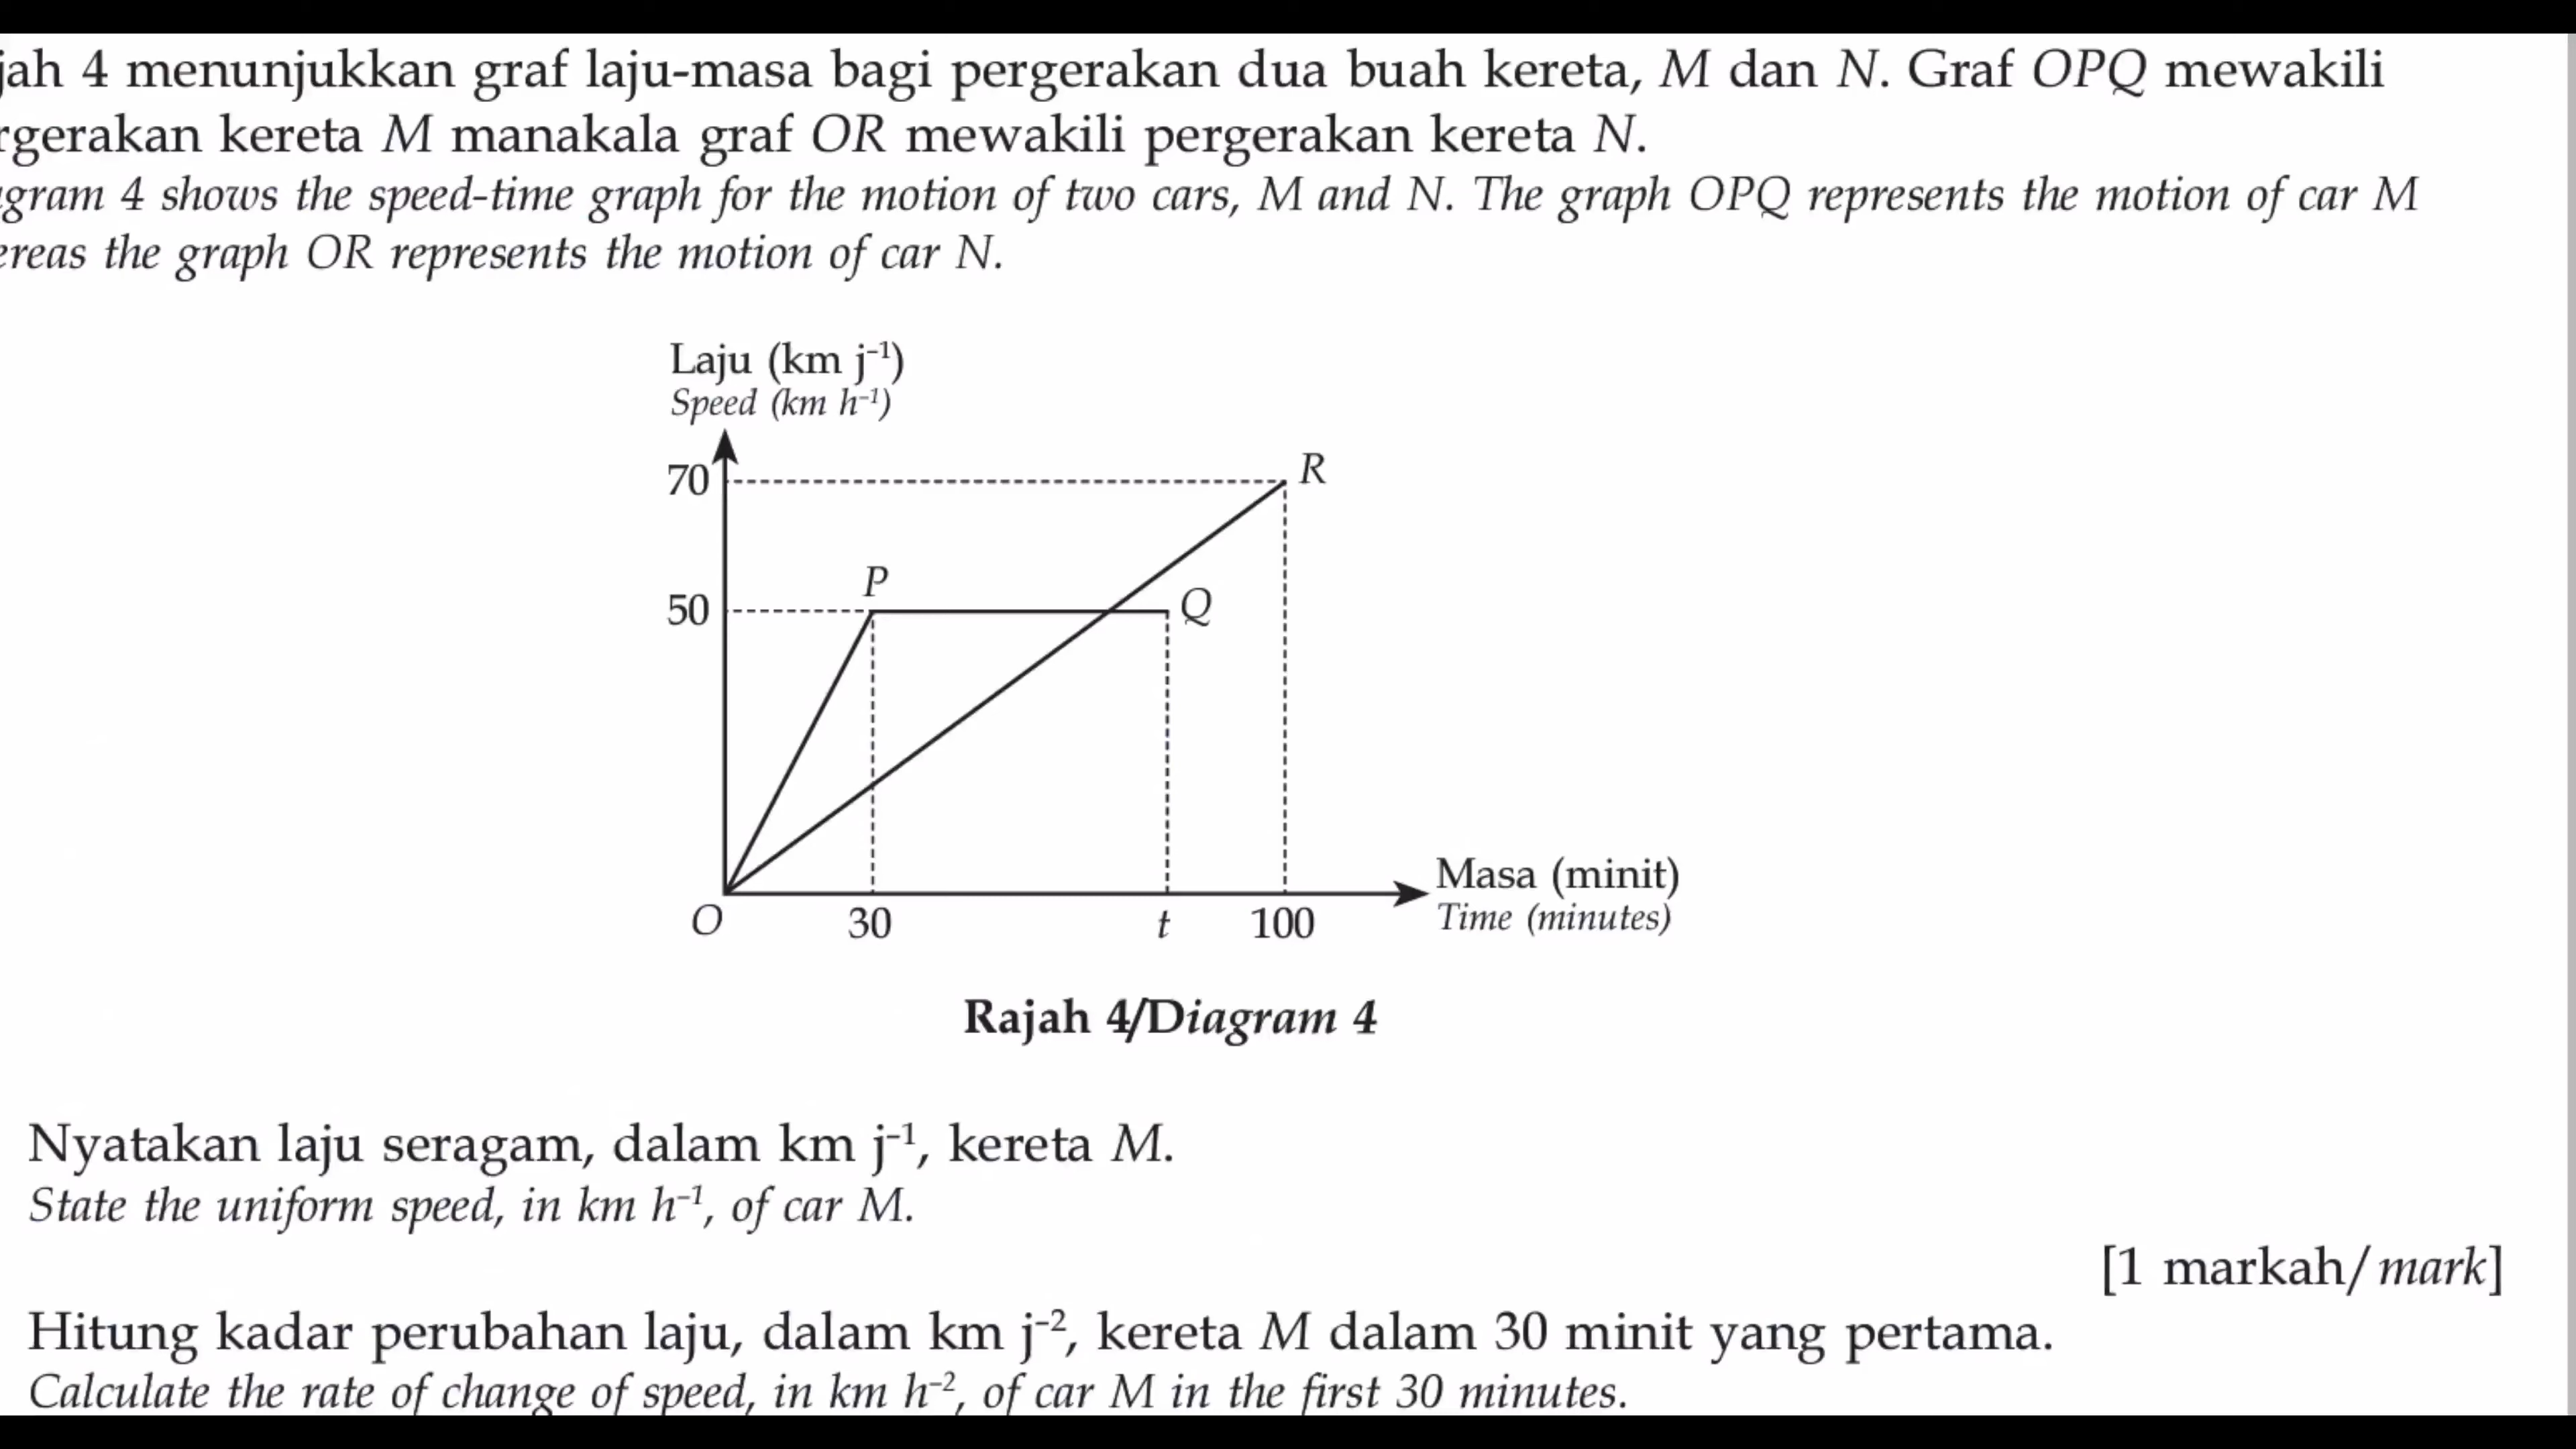 jah 4 menunjukkan graf laju-masa bagi pergerakan dua buah kereta, M dan N. Graf OPQ mewakili
rgerakan kereta M manakala graf OR mewakili pergerakan kereta N.
gram 4 shows the speed-time graph for the motion of two cars, M and N. The graph OPQ represents the motion of car M
ereas the graph OR represents the motion of car N.
Laju (km j⁻¹)
Speed (km h⁻¹)
70
R
P
50
Q
O
30
t
100
Masa (minit)
Time (minutes)
Rajah 4/Diagram 4
Nyatakan laju seragam, dalam km j⁻¹, kereta M.
State the uniform speed, in km h⁻¹, of car M.
[1 markah/mark]
Hitung kadar perubahan laju, dalam km j⁻², kereta M dalam 30 minit yang pertama.
Calculate the rate of change of speed, in km h⁻², of car M in the first 30 minutes.